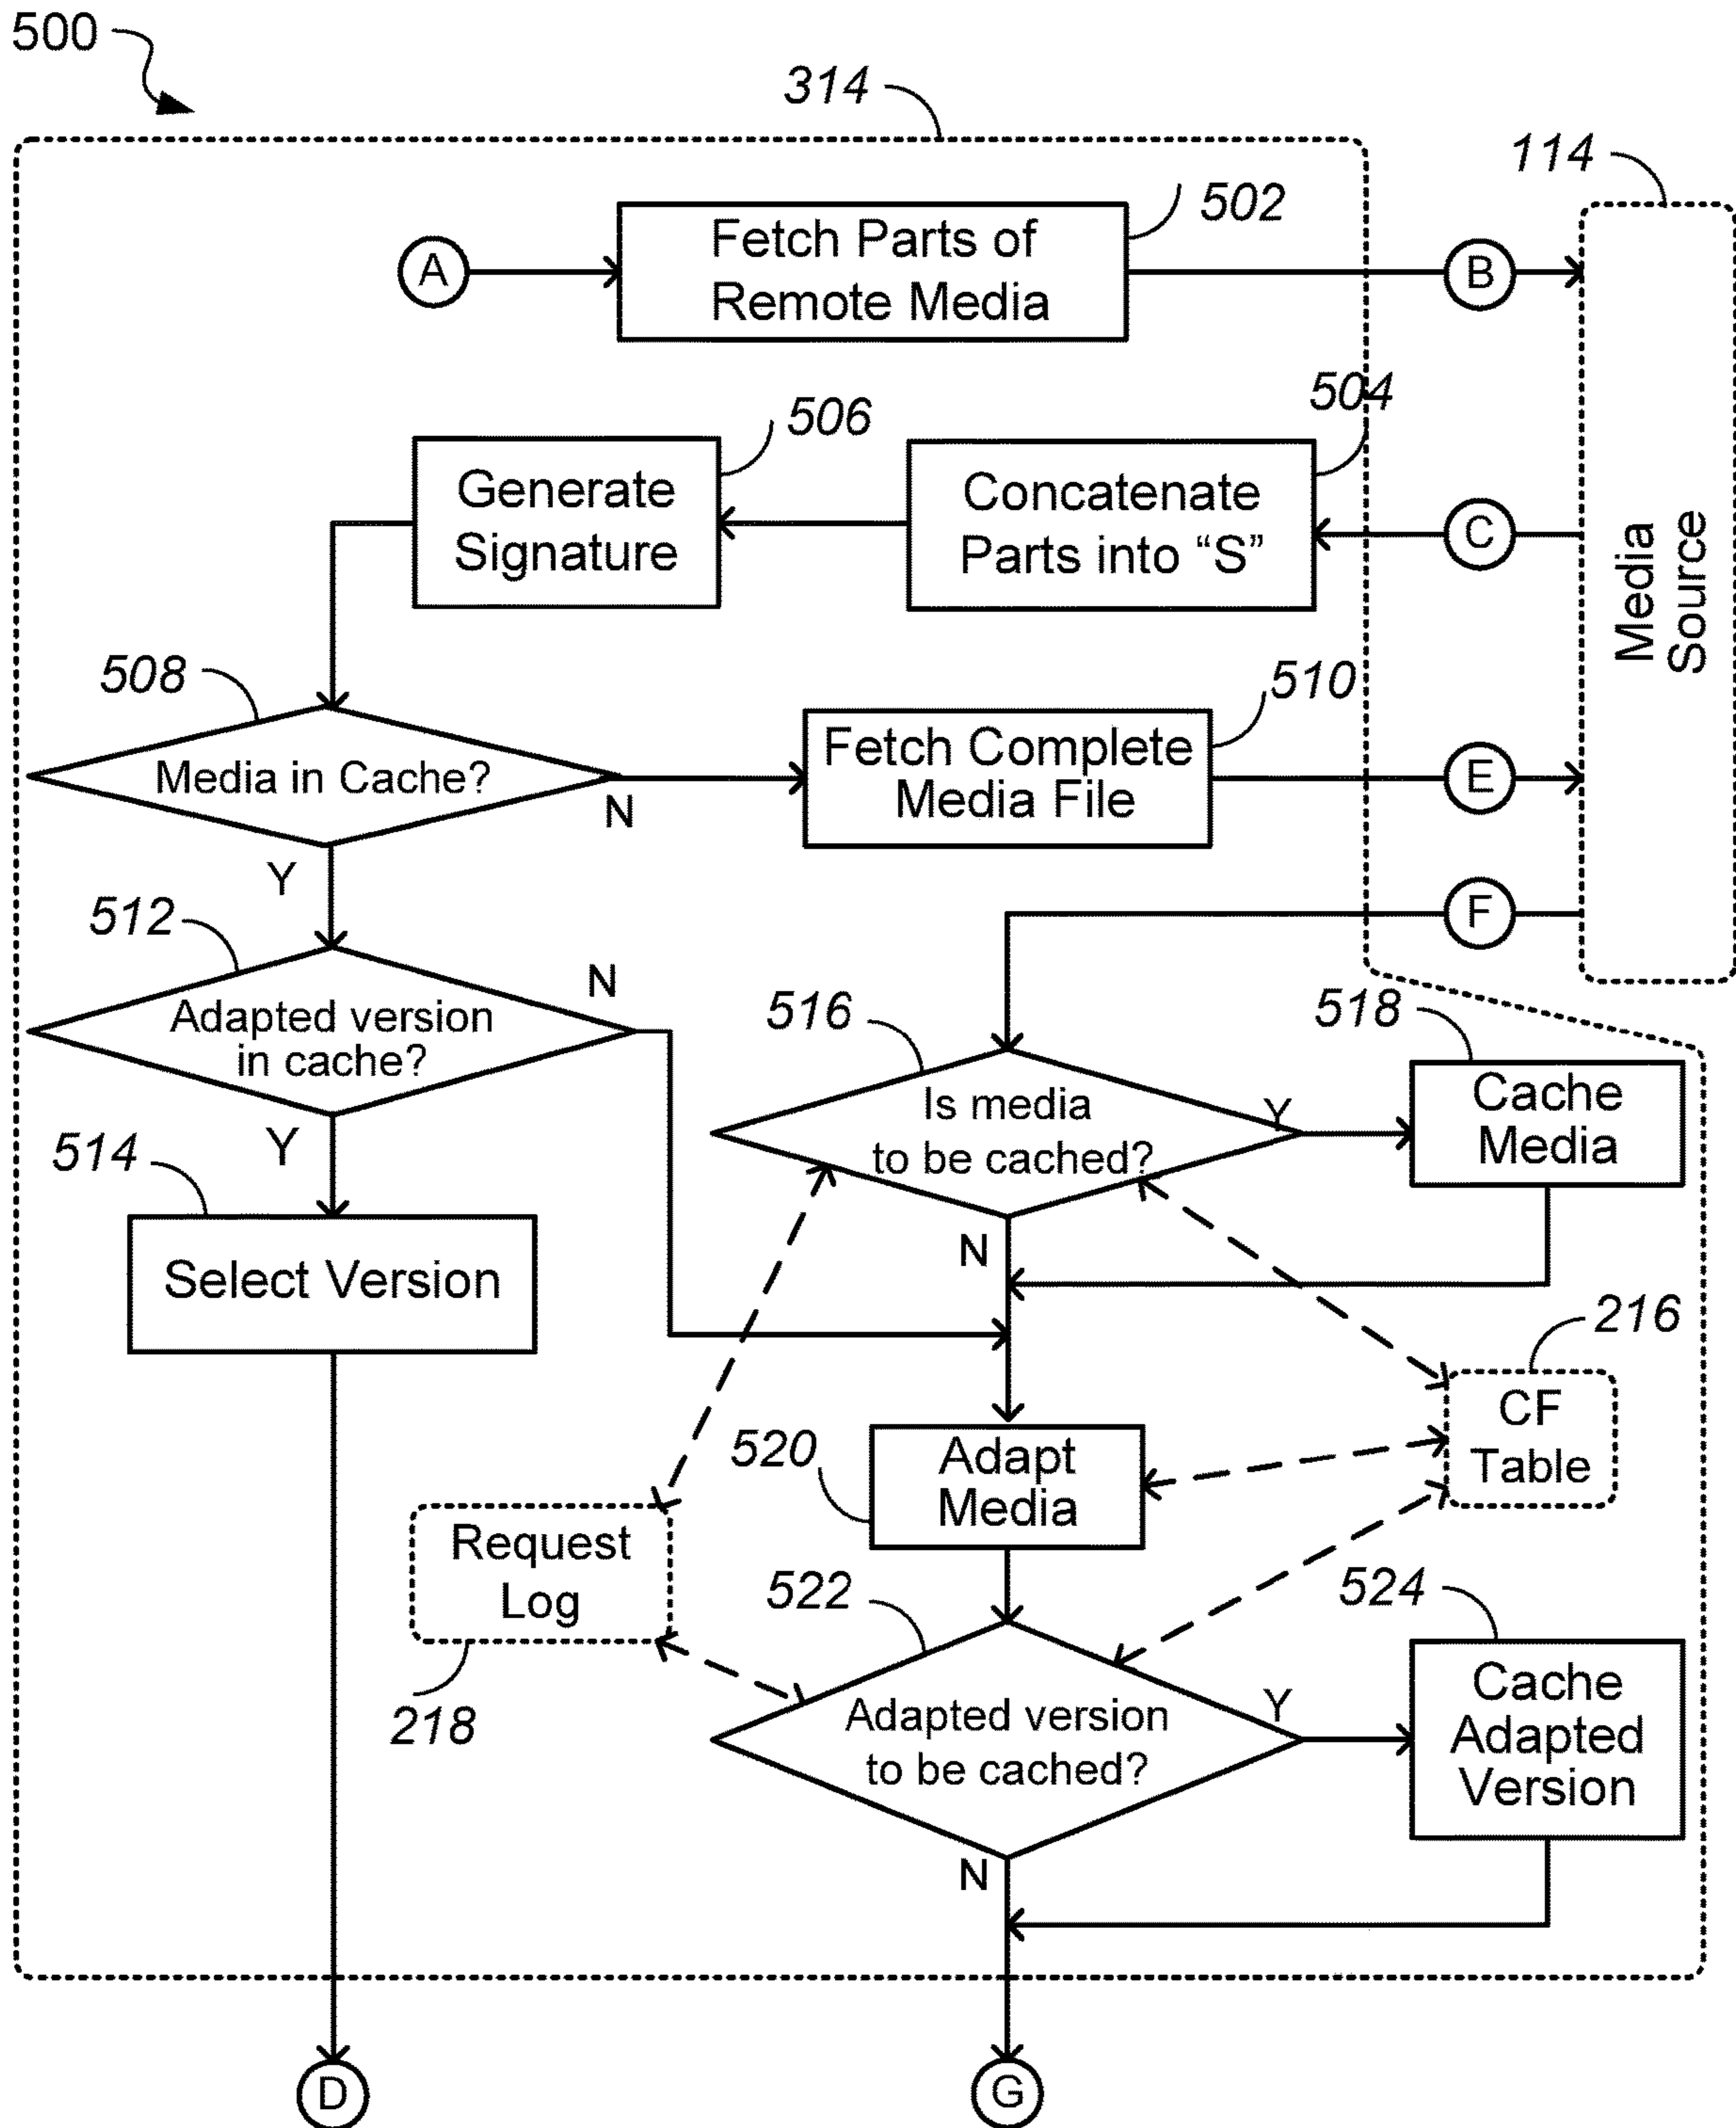 500
314
114
502
Fetch Parts of
Remote Media
A
B
504
506
Generate
Signature
Concatenate
Parts into “S”
C
Media
Source
508
510
Media in Cache?
N
Fetch Complete
Media File
E
Y
512
F
N
Adapted version
in cache?
516
518
Is media
to be cached?
Y
Cache
Media
Y
514
N
Select Version
216
CF
Table
520
Adapt
Media
Request
Log
522
524
218
Adapted version
to be cached?
Y
Cache
Adapted
Version
N
D
G